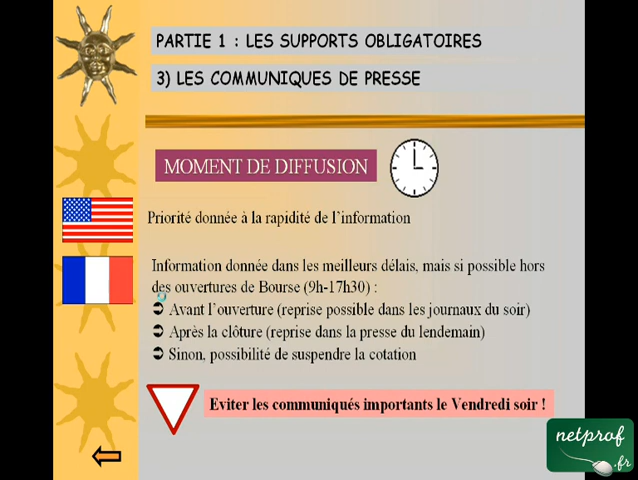 PARTIE 1 : LES SUPPORTS OBLIGATOIRES
3) LES COMMUNIQUES DE PRESSE
MOMENT DE DIFFUSION
Priorité donnée à la rapidité de l’information
Information donnée dans les meilleurs délais, mais si possible hors
des ouvertures de Bourse (9h-17h30) :
➲ Avant l’ouverture (reprise possible dans les journaux du soir)
➲ Après la clôture (reprise dans la presse du lendemain)
➲ Sinon, possibilité de suspendre la cotation
Eviter les communiqués importants le Vendredi soir !
netprof
.fr